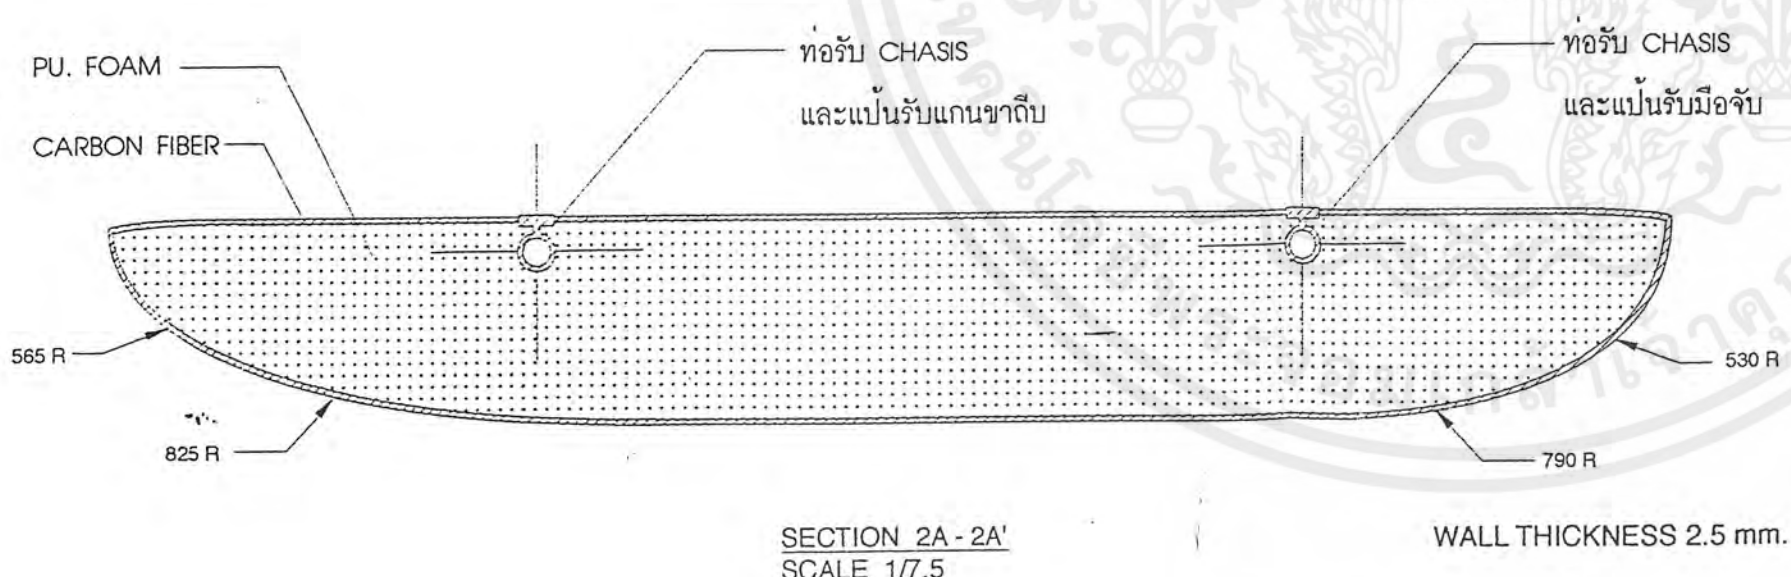 PU. FOAM
CARBON FIBER
ท่อรับ CHASIS
และแป้นรับแกนขาถีบ
ท่อรับ CHASIS
และแป้นรับมือจับ
565 R
825 R
530 R
790 R
SECTION 2A - 2A'
SCALE 1/7.5
WALL THICKNESS 2.5 mm.